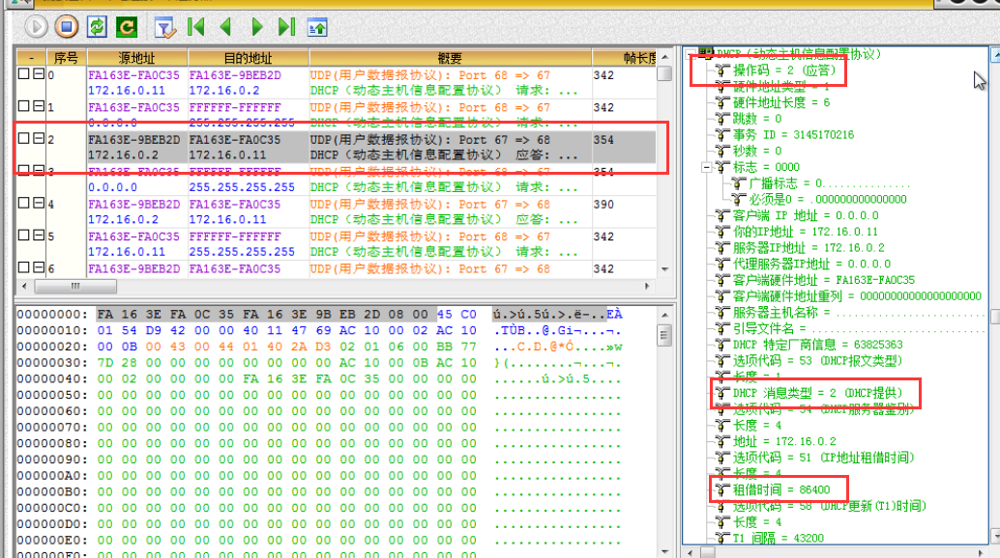 - 序号 源地址 目的地址 概要 帧长度
0 FA163E-FA0C35 FA163E-9BEB2D UDP(用户数据报协议): Port 68 => 67 342
172.16.0.11 172.16.0.2 DHCP（动态主机信息配置协议） 请求: ...
1 FA163E-FA0C35 FFFFFF-FFFFFF UDP(用户数据报协议): Port 68 => 67 342
0.0.0.0 255.255.255.255 DHCP（动态主机信息配置协议） 请求: ...
2 FA163E-9BEB2D FA163E-FA0C35 UDP(用户数据报协议): Port 67 => 68 354
172.16.0.2 172.16.0.11 DHCP（动态主机信息配置协议） 应答: ...
3 FA163E-FA0C35 FFFFFF-FFFFFF UDP(用户数据报协议): Port 68 => 67 354
0.0.0.0 255.255.255.255 DHCP（动态主机信息配置协议） 请求: ...
4 FA163E-9BEB2D FA163E-FA0C35 UDP(用户数据报协议): Port 67 => 68 390
172.16.0.2 172.16.0.11 DHCP（动态主机信息配置协议） 应答: ...
5 FA163E-FA0C35 FFFFFF-FFFFFF UDP(用户数据报协议): Port 68 => 67 342
172.16.0.11 255.255.255.255 DHCP（动态主机信息配置协议） 请求: ...
6 FA163E-9BEB2D FA163E-FA0C35 UDP(用户数据报协议): Port 67 => 68 342
00000000: FA 16 3E FA 0C 35 FA 16 3E 9B EB 2D 08 00 45 C0 ú.>ú.5ú.>.ë-..EÀ
00000010: 01 54 D9 42 00 00 40 11 47 69 AC 10 00 02 AC 10 .TÙB..@.Gi¬...¬.
00000020: 00 0B 00 43 00 44 01 40 2A D3 02 01 06 00 BB 77 ...C.D.@*Ó....»w
00000030: 7D 28 00 00 00 00 00 00 00 00 AC 10 00 0B AC 10 }(........¬...¬.
00000040: 00 02 00 00 00 00 FA 16 3E FA 0C 35 00 00 00 00 ......ú.>ú.5....
00000050: 00 00 00 00 00 00 00 00 00 00 00 00 00 00 00 00 ................
00000060: 00 00 00 00 00 00 00 00 00 00 00 00 00 00 00 00 ................
00000070: 00 00 00 00 00 00 00 00 00 00 00 00 00 00 00 00 ................
00000080: 00 00 00 00 00 00 00 00 00 00 00 00 00 00 00 00 ................
00000090: 00 00 00 00 00 00 00 00 00 00 00 00 00 00 00 00 ................
000000A0: 00 00 00 00 00 00 00 00 00 00 00 00 00 00 00 00 ................
000000B0: 00 00 00 00 00 00 00 00 00 00 00 00 00 00 00 00 ................
000000C0: 00 00 00 00 00 00 00 00 00 00 00 00 00 00 00 00 ................
000000D0: 00 00 00 00 00 00 00 00 00 00 00 00 00 00 00 00 ................
000000E0: 00 00 00 00 00 00 00 00 00 00 00 00 00 00 00 00 ................
000000F0: 00 00 00 00 00 00 00 00 00 00 00 00 00 00 00 00
DHCP（动态主机信息配置协议）
操作码 = 2 (应答)
硬件地址类型 = 1
硬件地址长度 = 6
跳数 = 0
事务 ID = 3145170216
秒数 = 0
标志 = 0000
广播标志 = 0...............
必须是0 = .000000000000000
客户端 IP 地址 = 0.0.0.0
你的IP地址 = 172.16.0.11
服务器IP地址 = 172.16.0.2
代理服务器IP地址 = 0.0.0.0
客户端硬件地址 = FA163E-FA0C35
客户端硬件地址重列 = 00000000000000000000
服务器主机名称 = ......................
引导文件名 = ..........................
DHCP 特定厂商信息 = 63825363
选项代码 = 53 (DHCP报文类型)
长度 = 1
DHCP 消息类型 = 2 (DHCP提供)
选项代码 = 54 (DHCP服务器鉴别)
长度 = 4
地址 = 172.16.0.2
选项代码 = 51 (IP地址租借时间)
长度 = 4
租借时间 = 86400
选项代码 = 58 (DHCP更新(T1)时间)
长度 = 4
T1 间隔 = 43200